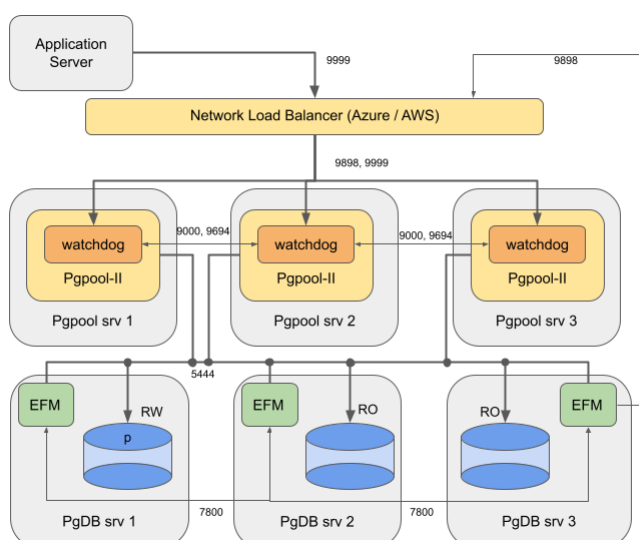 Application
Server
9999
9898
Network Load Balancer (Azure / AWS)
9898, 9999
watchdog
9000, 9694
watchdog
9000, 9694
watchdog
Pgpool-II
Pgpool-II
Pgpool-II
Pgpool srv 1
Pgpool srv 2
Pgpool srv 3
5444
EFM
RW
EFM
RO
RO
EFM
p
7800
7800
PgDB srv 1
PgDB srv 2
PgDB srv 3